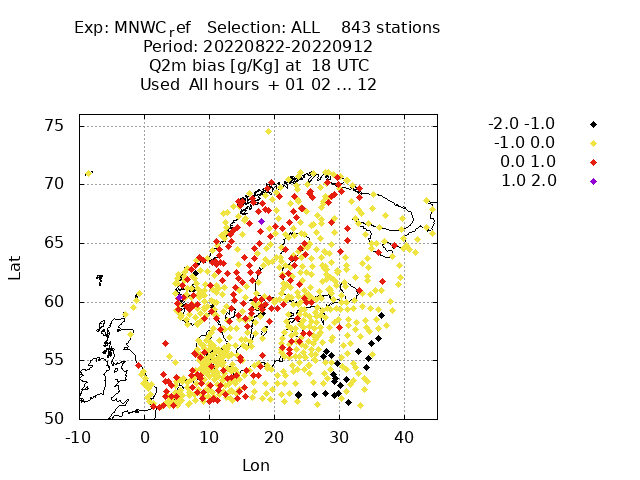 Exp: MNWC_ref Selection: ALL 843 stations
Period: 20220822-20220912
Q2m bias [g/Kg] at 18 UTC
Used All hours + 01 02 ... 12
-2.0 -1.0
-1.0 0.0
0.0 1.0
1.0 2.0
75
70
65
60
55
50
Lat
-10 0 10 20 30 40
Lon